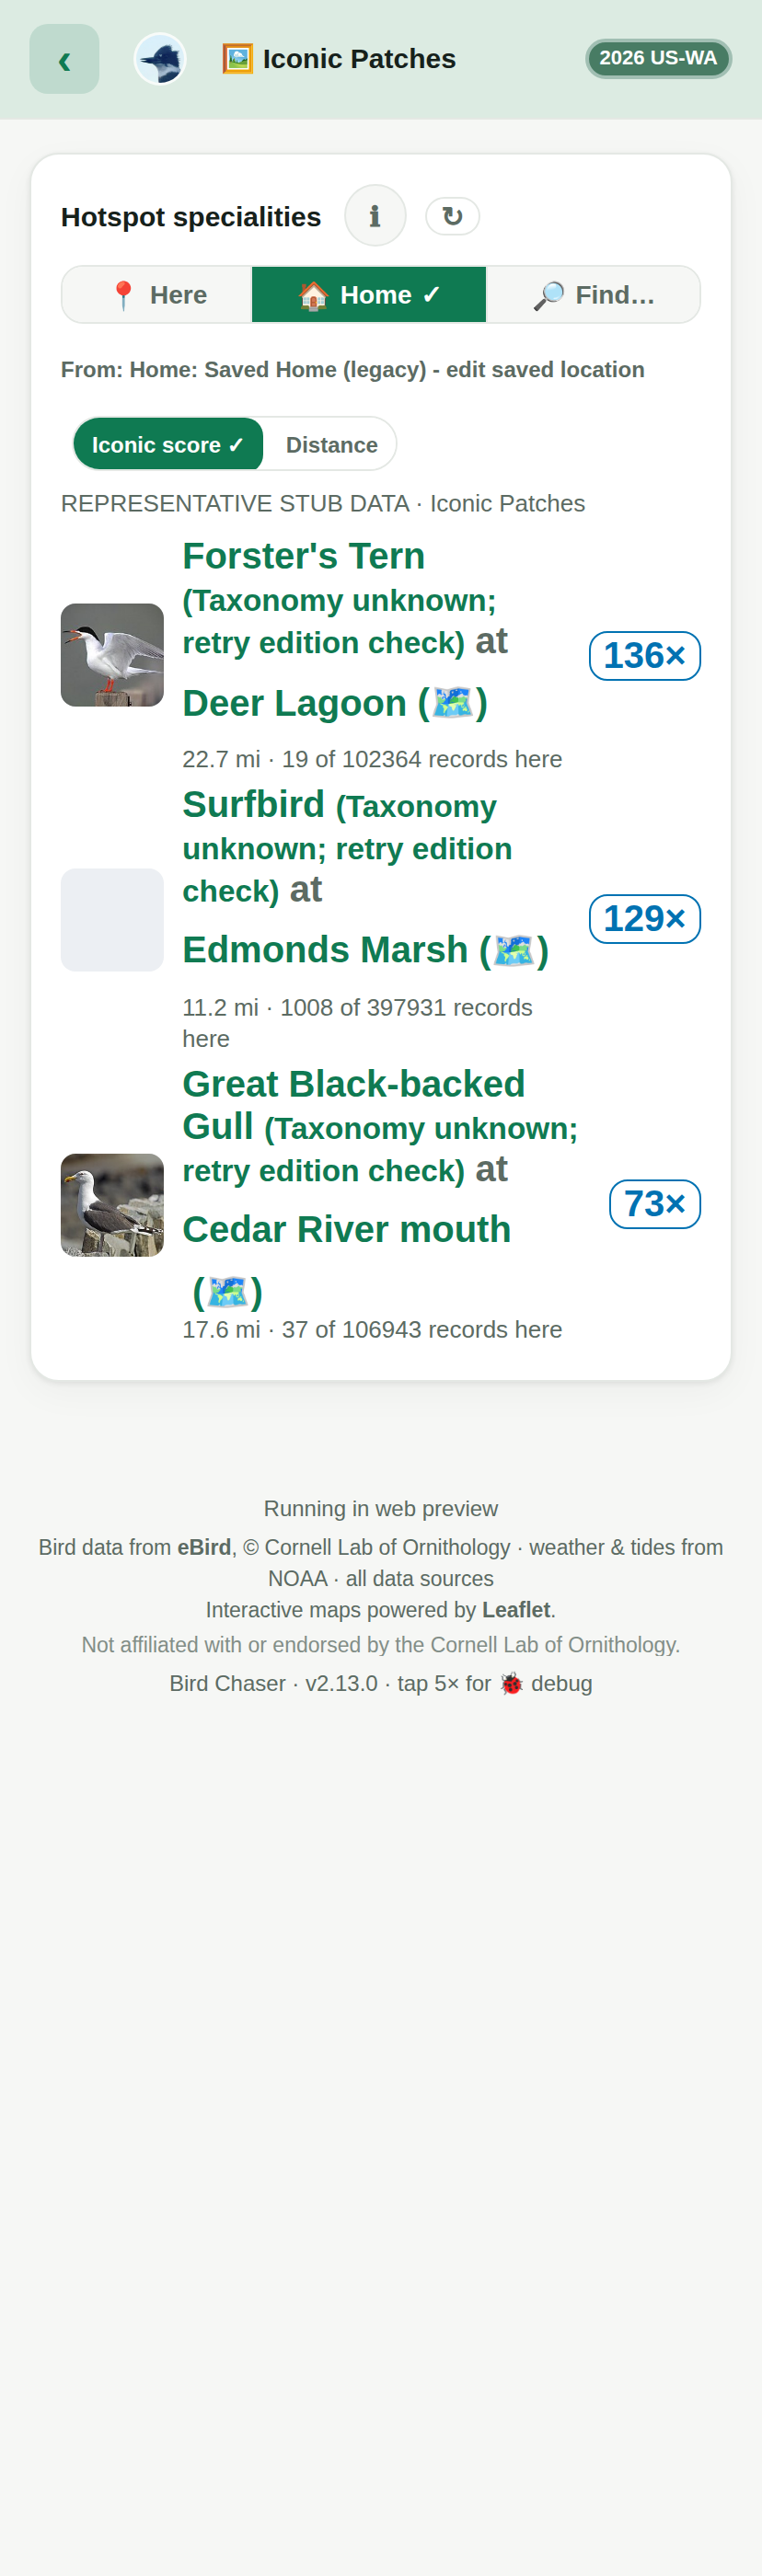 ‹ 🖼️ Iconic Patches 2026 US-WA
Hotspot specialities ℹ ↻
📍 Here 🏠 Home ✓ 🔎 Find…
From: Home: Saved Home (legacy) - edit saved location
Iconic score ✓ Distance
REPRESENTATIVE STUB DATA · Iconic Patches
Forster's Tern
(Taxonomy unknown;
retry edition check) at
136×
Deer Lagoon (🗺️)
22.7 mi · 19 of 102364 records here
Surfbird (Taxonomy
unknown; retry edition
check) at
129×
Edmonds Marsh (🗺️)
11.2 mi · 1008 of 397931 records
here
Great Black-backed
Gull (Taxonomy unknown;
retry edition check) at
73×
Cedar River mouth
(🗺️)
17.6 mi · 37 of 106943 records here
Running in web preview
Bird data from eBird, © Cornell Lab of Ornithology · weather & tides from
NOAA · all data sources
Interactive maps powered by Leaflet.
Not affiliated with or endorsed by the Cornell Lab of Ornithology.
Bird Chaser · v2.13.0 · tap 5× for 🐞 debug